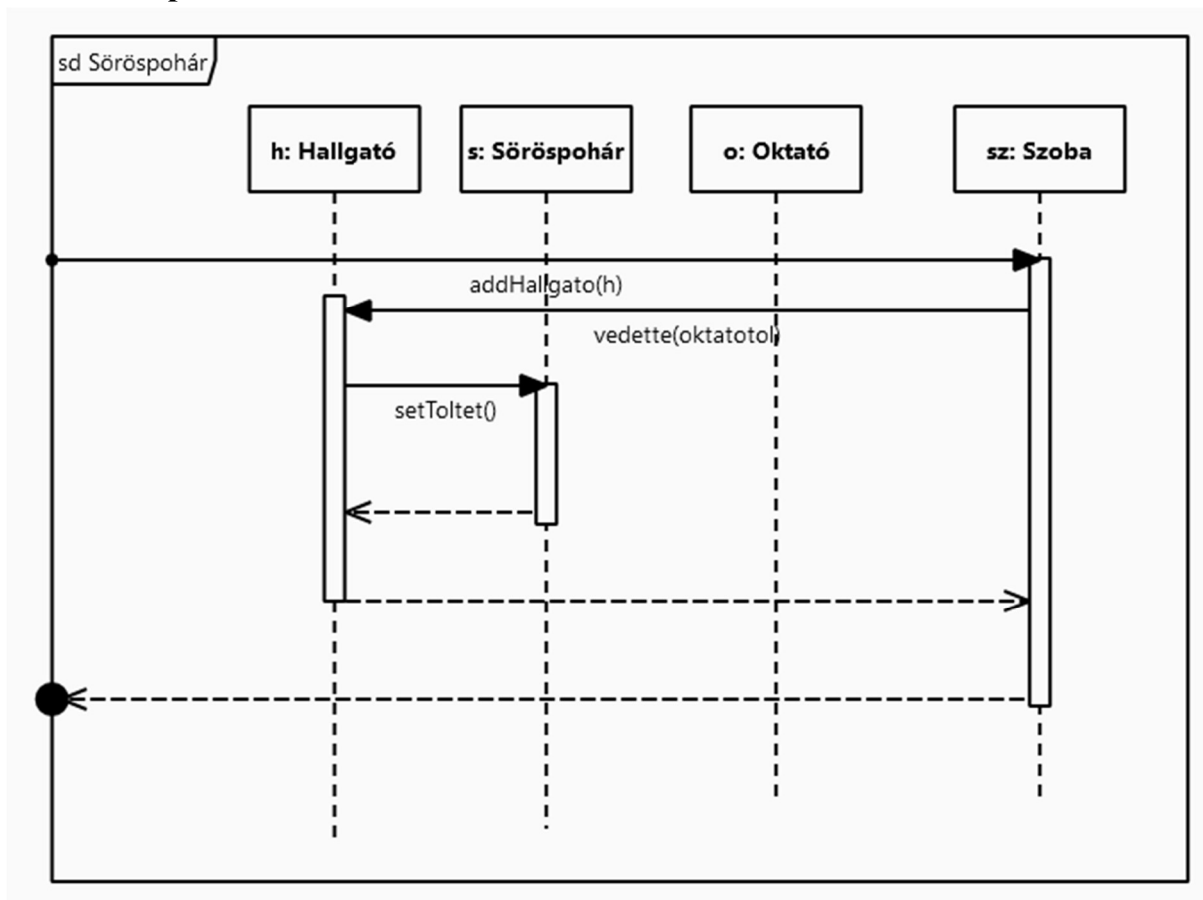 sd Söröspohár
h: Hallgató
s: Söröspohár
o: Oktató
sz: Szoba
addHallgato(h)
vedette(oktatotol)
setToltet()